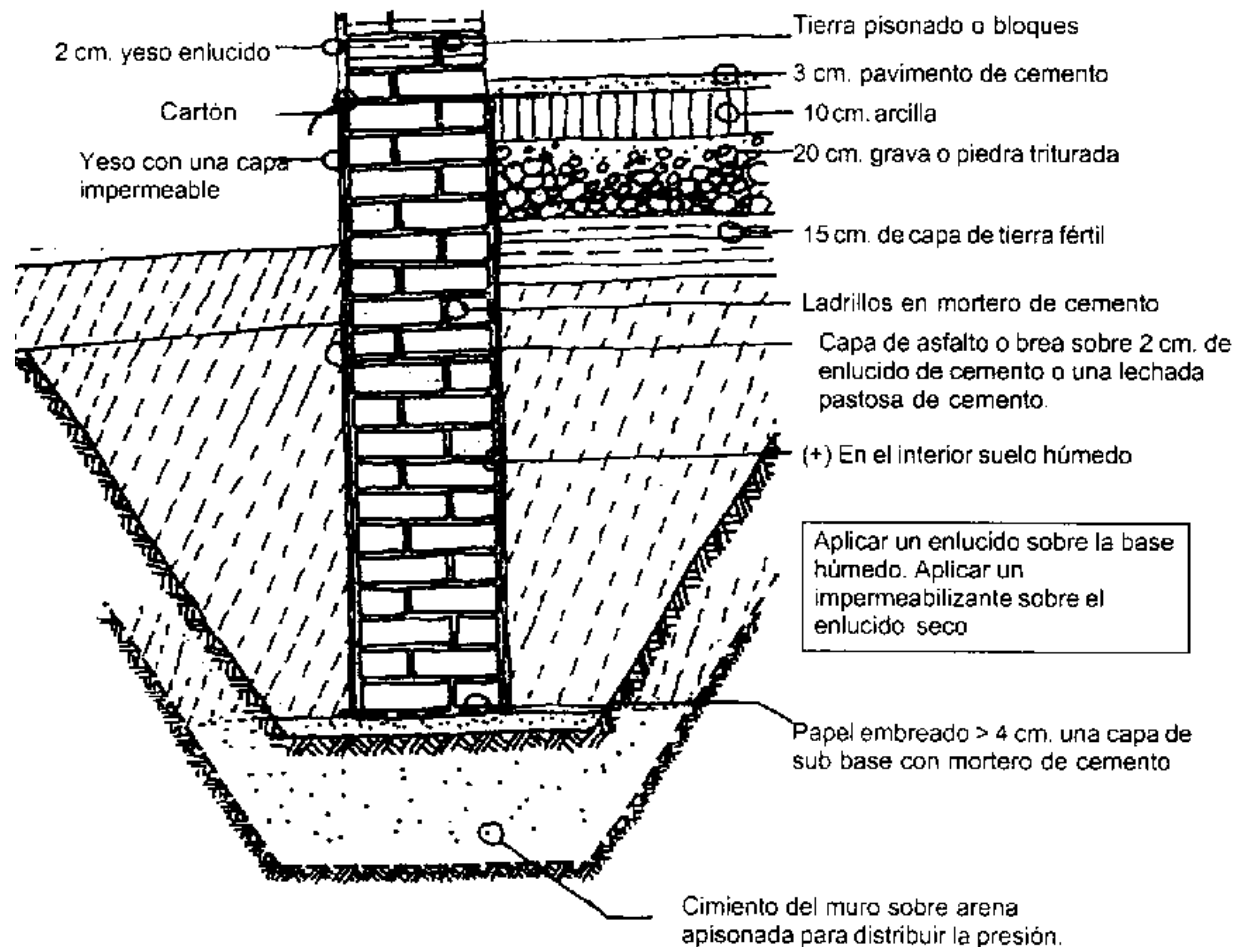 2 cm. yeso enlucido
Cartón
Yeso con una capa
impermeable
Tierra pisonado o bloques
3 cm. pavimento de cemento
10 cm. arcilla
20 cm. grava o piedra triturada
15 cm. de capa de tierra fértil
Ladrillos en mortero de cemento
Capa de asfalto o brea sobre 2 cm. de
enlucido de cemento o una lechada
pastosa de cemento.
(+) En el interior suelo húmedo
Aplicar un enlucido sobre la base
húmedo. Aplicar un
impermeabilizante sobre el
enlucido seco
Papel embreado > 4 cm. una capa de
sub base con mortero de cemento
Cimiento del muro sobre arena
apisonada para distribuir la presión.